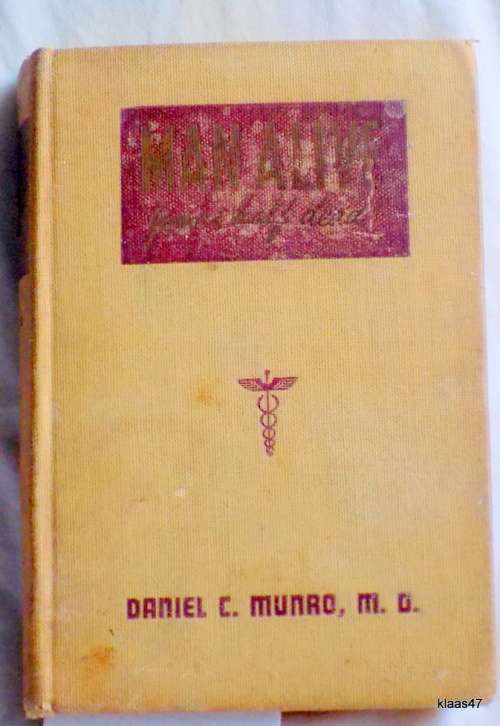 MAN ALIVE
you're half dead
DANIEL C. MUNRO, M. D.
klaas47